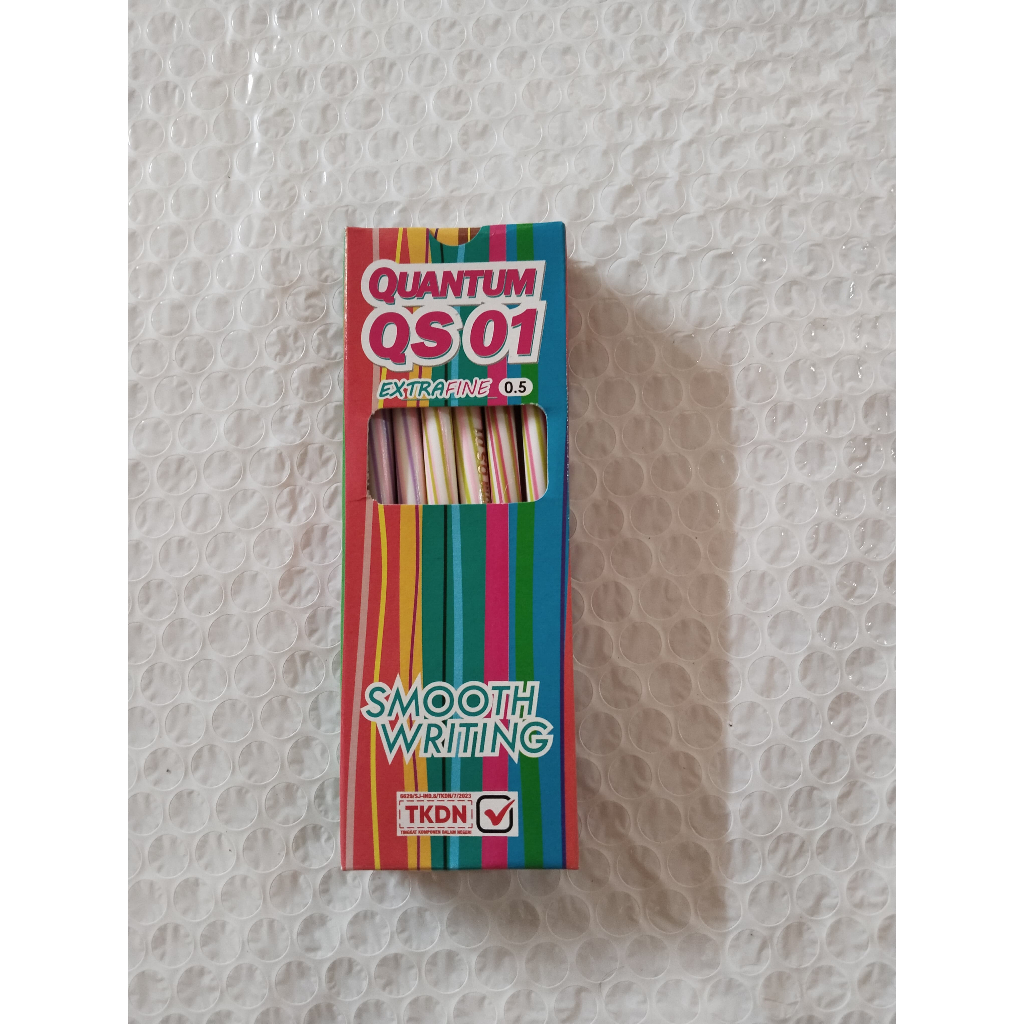 QUANTUM
QS 01
EXTRAFINE 0.5
SMOOTH
WRITING
TKDN
TINGKAT KOMPONEN DALAM NEGERI